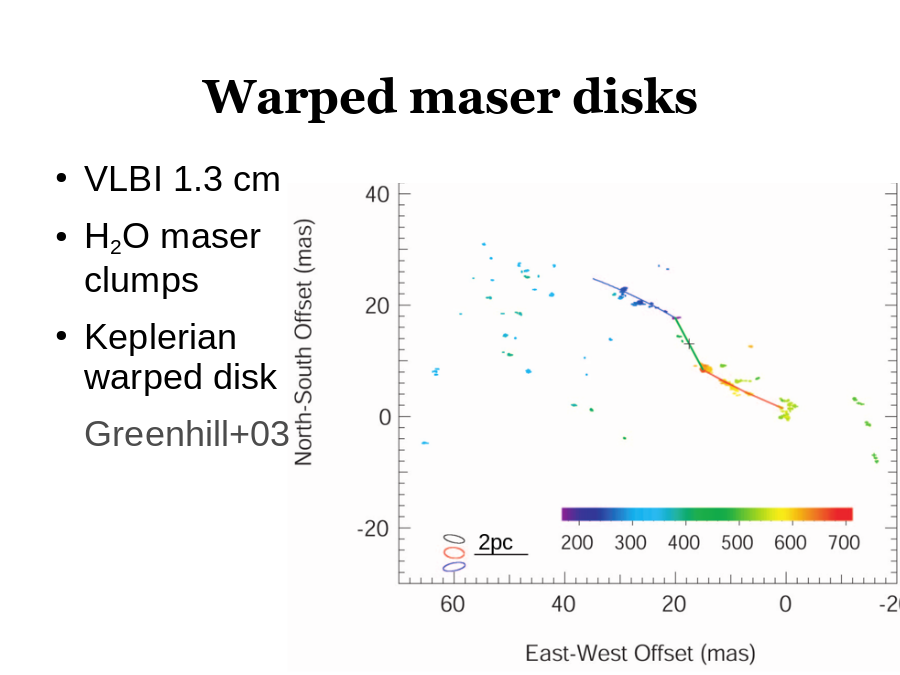 Warped maser disks
• VLBI 1.3 cm
• H₂O maser
clumps
• Keplerian
warped disk
Greenhill+03
North-South Offset (mas)
40
20
0
-20
2pc
200 300 400 500 600 700
60 40 20 0 -20
East-West Offset (mas)